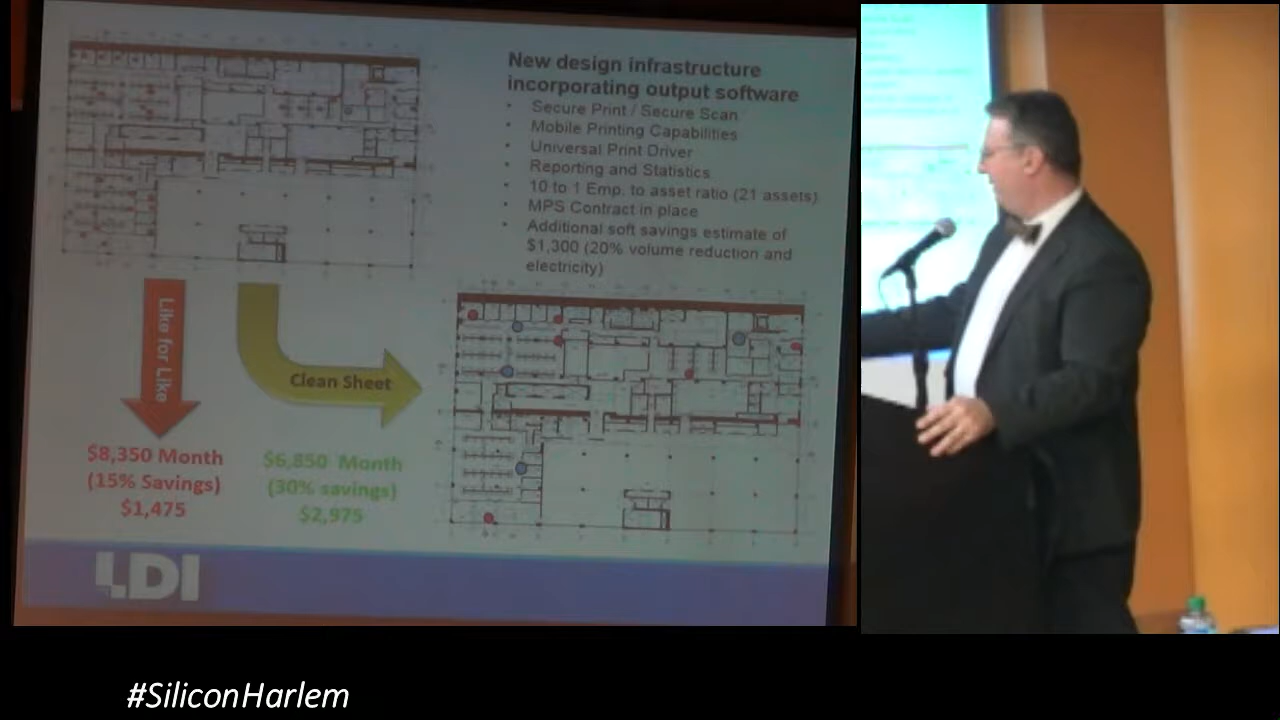 New design infrastructure
incorporating output software
• Secure Print / Secure Scan
• Mobile Printing Capabilities
• Universal Print Driver
• Reporting and Statistics
• 10 to 1 Emp. to asset ratio (21 assets)
• MPS Contract in place
• Additional soft savings estimate of
$1,300 (20% volume reduction and
electricity)
Like for Like
Clean Sheet
$8,350 Month
(15% Savings)
$1,475
$6,850 Month
(30% savings)
$2,975
LDI
#SiliconHarlem